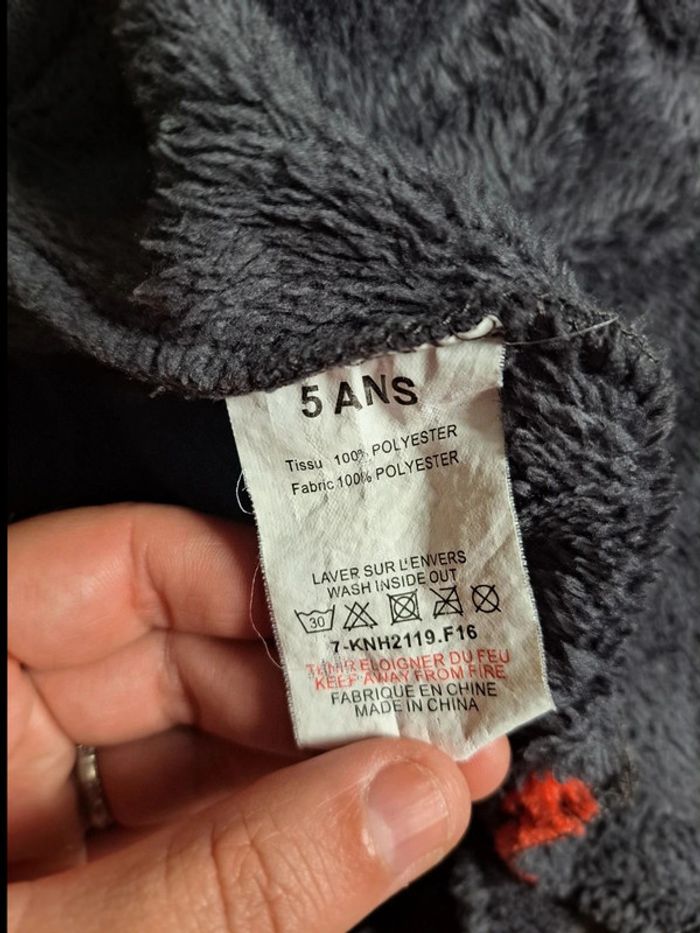 5 ANS
Tissu 100% POLYESTER
Fabric 100% POLYESTER
LAVER SUR L'ENVERS
WASH INSIDE OUT
30
7-KNH2119.F16
TENIR ELOIGNER DU FEU
KEEP AWAY FROM FIRE
FABRIQUE EN CHINE
MADE IN CHINA